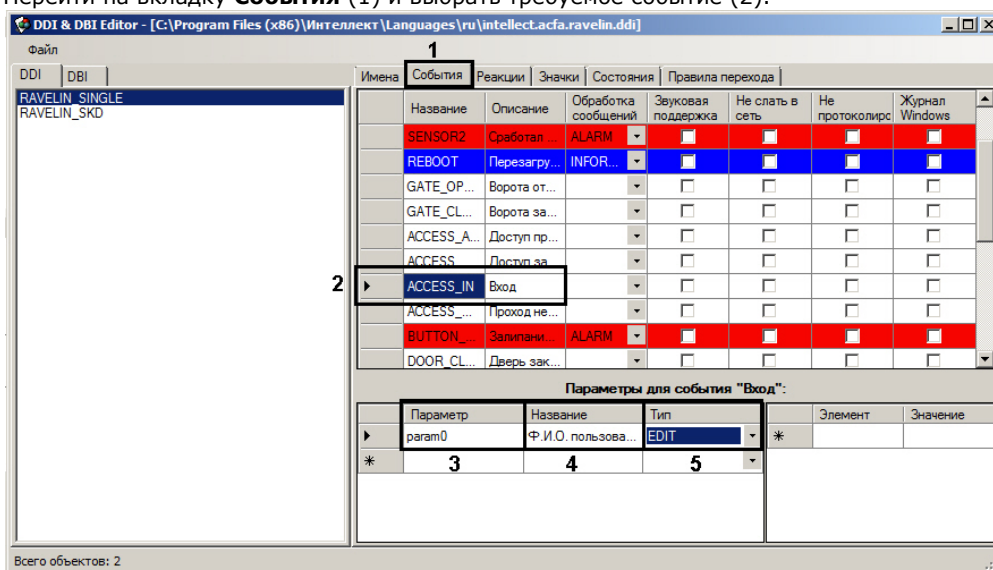 Перейти на вкладку События (1) и выбрать требуемое событие (2).
DDI & DBI Editor - [C:\Program Files (x86)\Интеллект\Languages\ru\intellect.acfa.ravelin.ddi]
Файл
1
DDI DBI
Имена События Реакции Значки Состояния Правила перехода
RAVELIN_SINGLE
RAVELIN_SKD
Название Описание Обработка сообщений Звуковая поддержка Не слать в сеть Не протоколирс Журнал Windows
SENSOR2 Сработал ... ALARM
REBOOT Перезагру... INFOR...
GATE_OP... Ворота от...
GATE_CL... Ворота за...
ACCESS_A... Доступ пр...
ACCESS_ Доступ за
2 ACCESS_IN Вход
ACCESS_... Проход не...
BUTTON_... Залипани... ALARM
DOOR_CL... Дверь зак...
Параметры для события "Вход":
Параметр Название Тип Элемент Значение
param0 Ф.И.О. пользова... EDIT
3 4 5
Всего объектов: 2